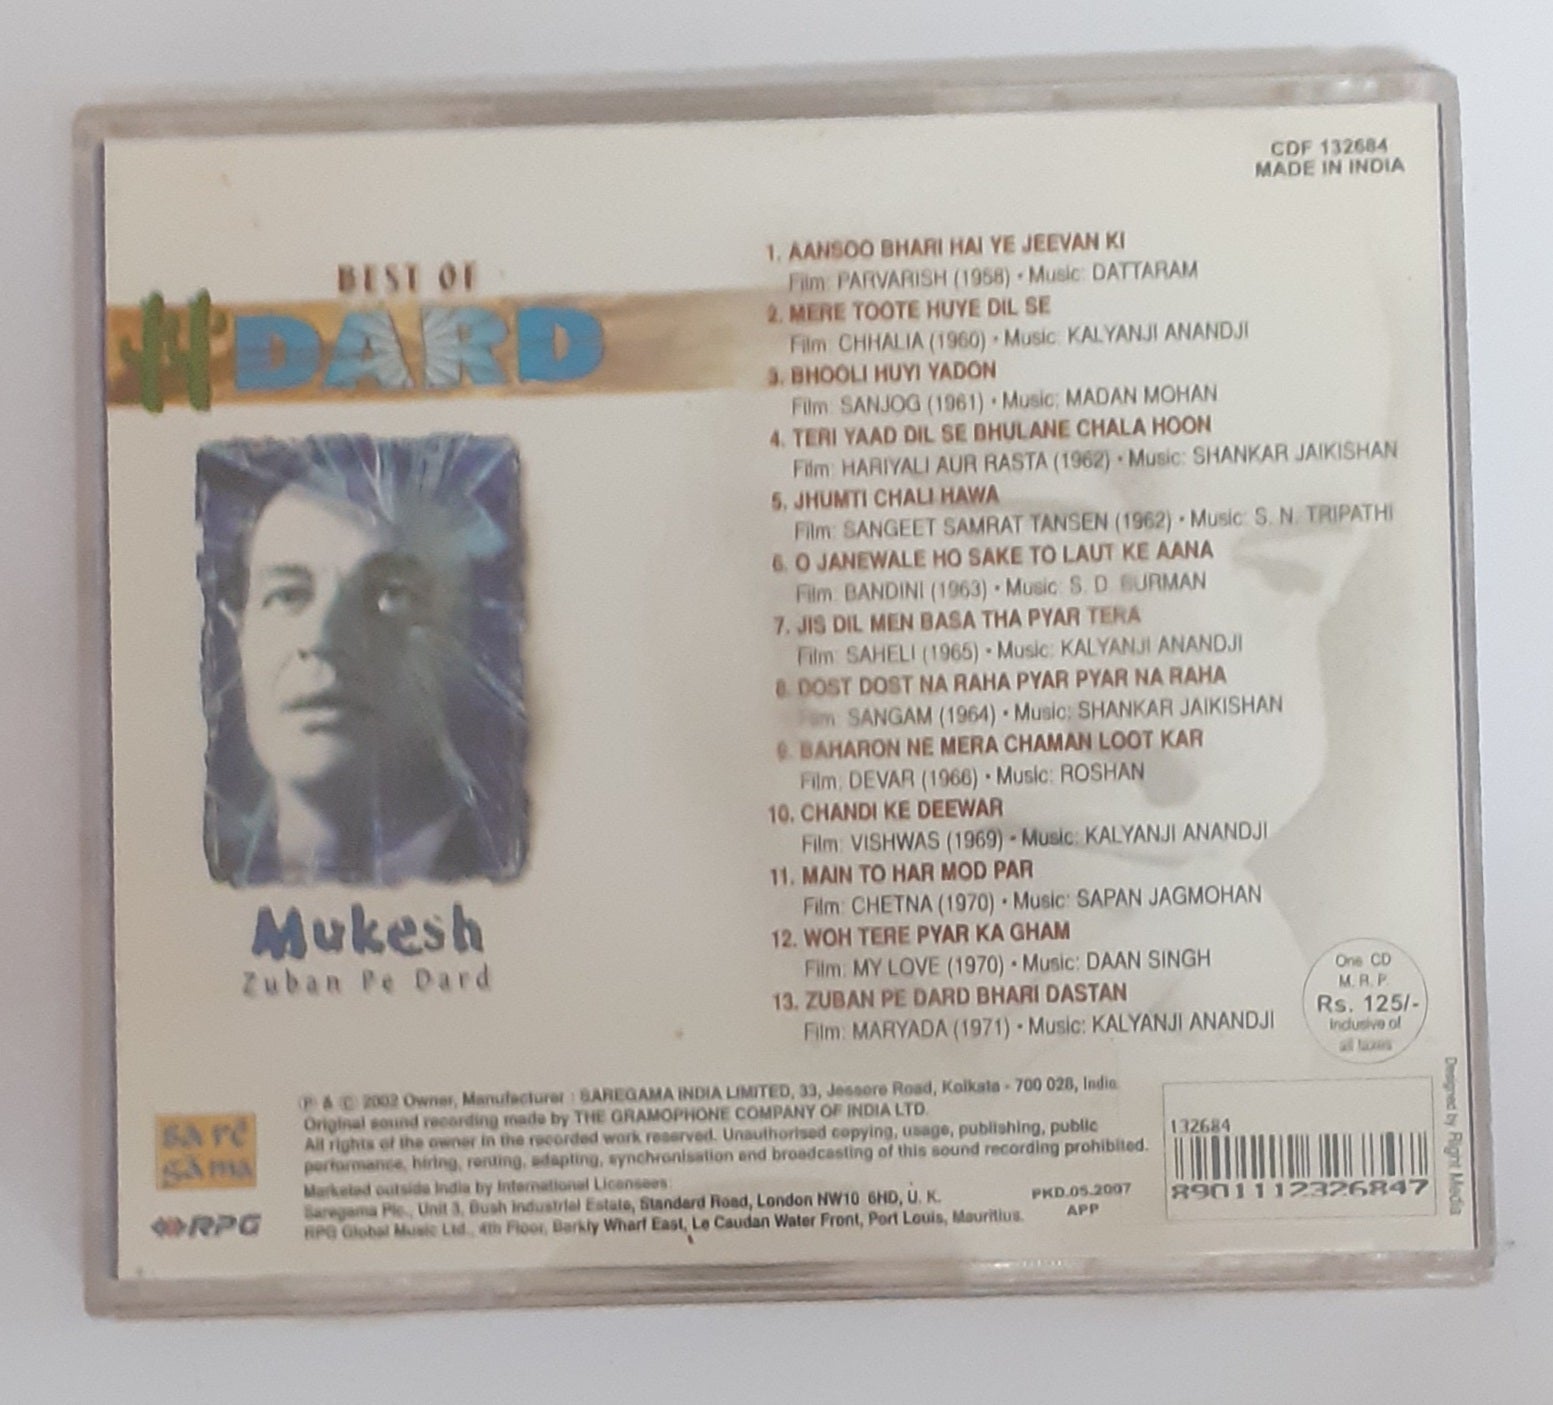 CDF 132684
MADE IN INDIA
BEST OF
DARD
Mukesh
Zuban Pe Dard
1. AANSOO BHARI HAI YE JEEVAN KI
Film: PARVARISH (1958) • Music: DATTARAM
2. MERE TOOTE HUYE DIL SE
Film: CHHALIA (1960) • Music: KALYANJI ANANDJI
3. BHOOLI HUYI YADON
Film: SANJOG (1961) • Music: MADAN MOHAN
4. TERI YAAD DIL SE BHULANE CHALA HOON
Film: HARIYALI AUR RASTA (1962) • Music: SHANKAR JAIKISHAN
5. JHUMTI CHALI HAWA
Film: SANGEET SAMRAT TANSEN (1962) • Music: S. N. TRIPATHI
6. O JANEWALE HO SAKE TO LAUT KE AANA
Film: BANDINI (1963) • Music: S. D. BURMAN
7. JIS DIL MEN BASA THA PYAR TERA
Film: SAHELI (1965) • Music: KALYANJI ANANDJI
8. DOST DOST NA RAHA PYAR PYAR NA RAHA
Film: SANGAM (1964) • Music: SHANKAR JAIKISHAN
9. BAHARON NE MERA CHAMAN LOOT KAR
Film: DEVAR (1966) • Music: ROSHAN
10. CHANDI KE DEEWAR
Film: VISHWAS (1969) • Music: KALYANJI ANANDJI
11. MAIN TO HAR MOD PAR
Film: CHETNA (1970) • Music: SAPAN JAGMOHAN
12. WOH TERE PYAR KA GHAM
Film: MY LOVE (1970) • Music: DAAN SINGH
13. ZUBAN PE DARD BHARI DASTAN
Film: MARYADA (1971) • Music: KALYANJI ANANDJI
One CD
M. R. P.
Rs. 125/-
Inclusive of
all taxes
Designed by Right Media
sa re
ga ma
RPG
℗ & © 2002 Owner, Manufacturer : SAREGAMA INDIA LIMITED, 33, Jessore Road, Kolkata - 700 028, India.
Original sound recording made by THE GRAMOPHONE COMPANY OF INDIA LTD.
All rights of the owner in the recorded work reserved. Unauthorised copying, usage, publishing, public
performance, hiring, renting, adapting, synchronisation and broadcasting of this sound recording prohibited.
Marketed outside India by International Licensees:
Saregama Plc., Unit 3, Bush Industrial Estate, Standard Road, London NW10 6HD, U. K.
RPG Global Music Ltd., 4th Floor, Barkly Wharf East, Le Caudan Water Front, Port Louis, Mauritius.
PKD.05.2007
APP
132684
8901112326847